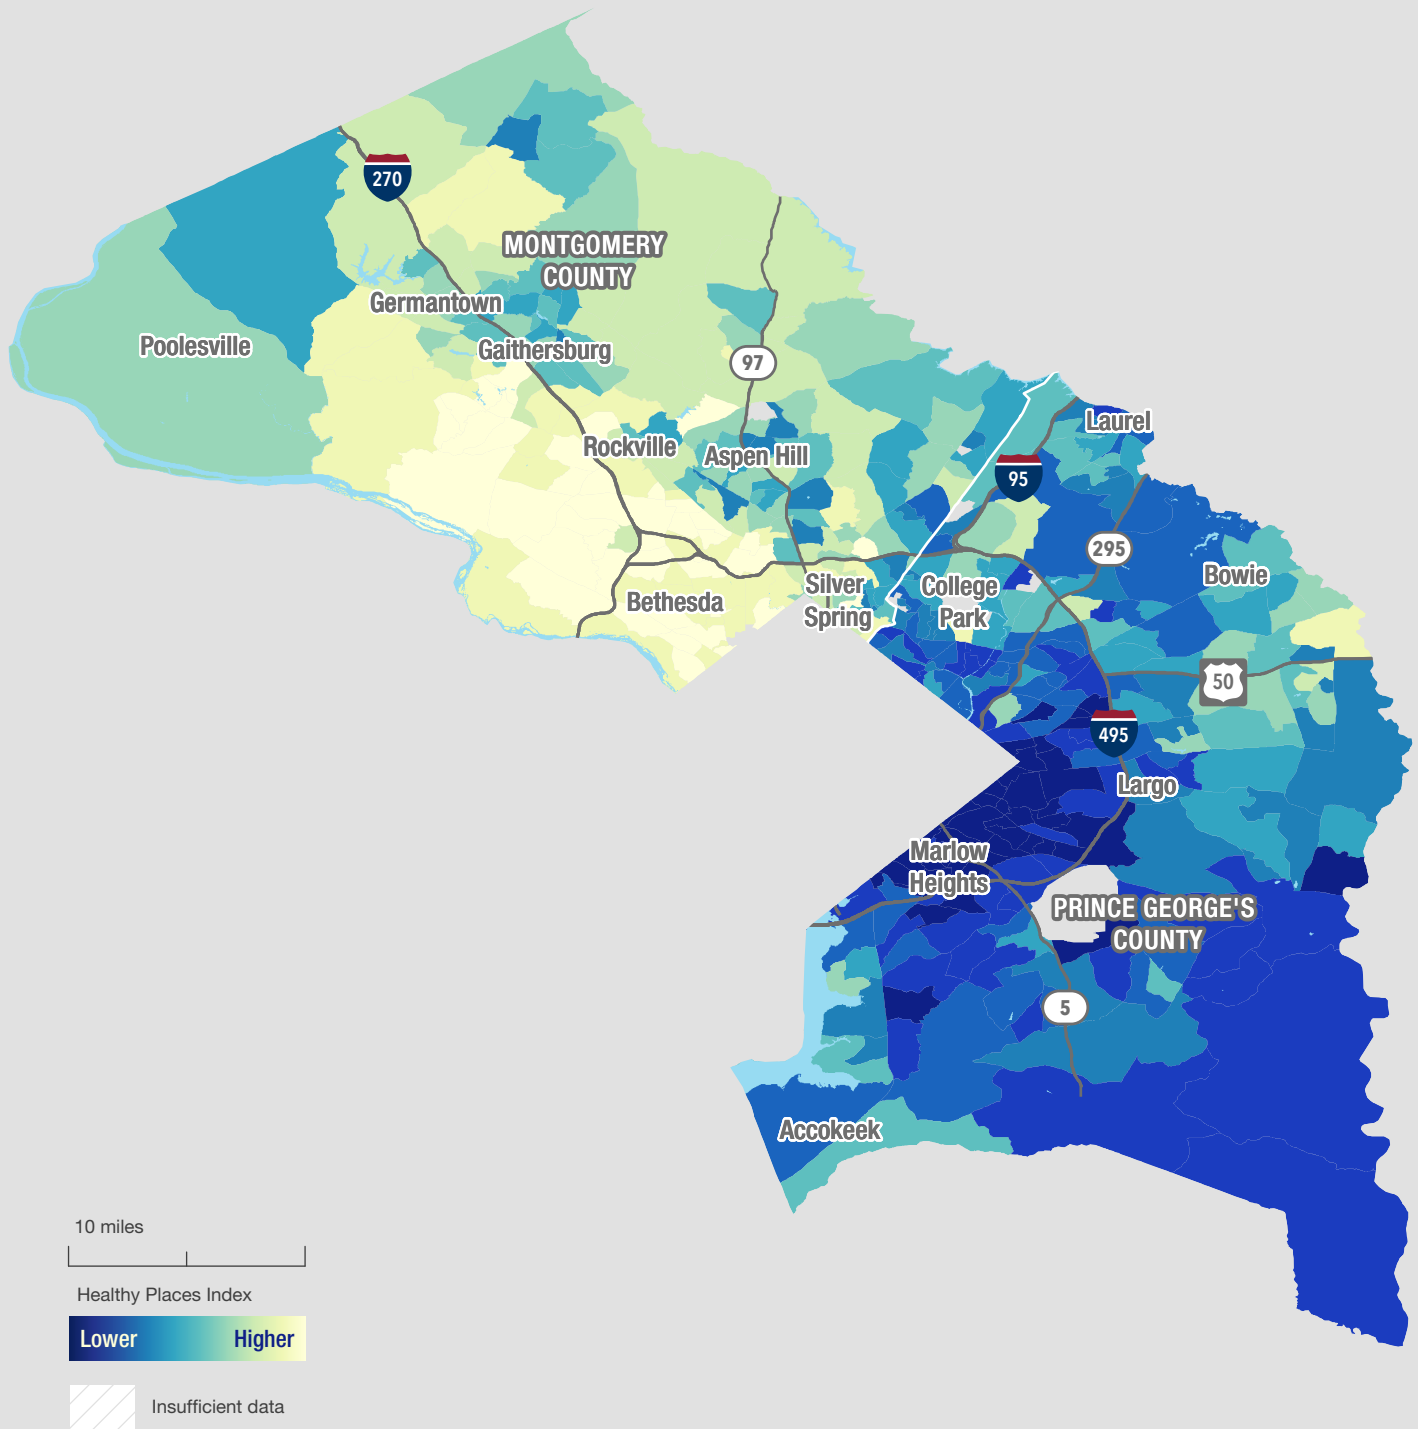 270
MONTGOMERY
COUNTY
Germantown
Poolesville
Gaithersburg
97
Laurel
Rockville
Aspen Hill
95
295
Bowie
Silver
Spring
College
Park
Bethesda
50
495
Largo
Marlow
Heights
PRINCE GEORGE'S
COUNTY
5
Accokeek
10 miles
Healthy Places Index
Lower
Higher
Insufficient data